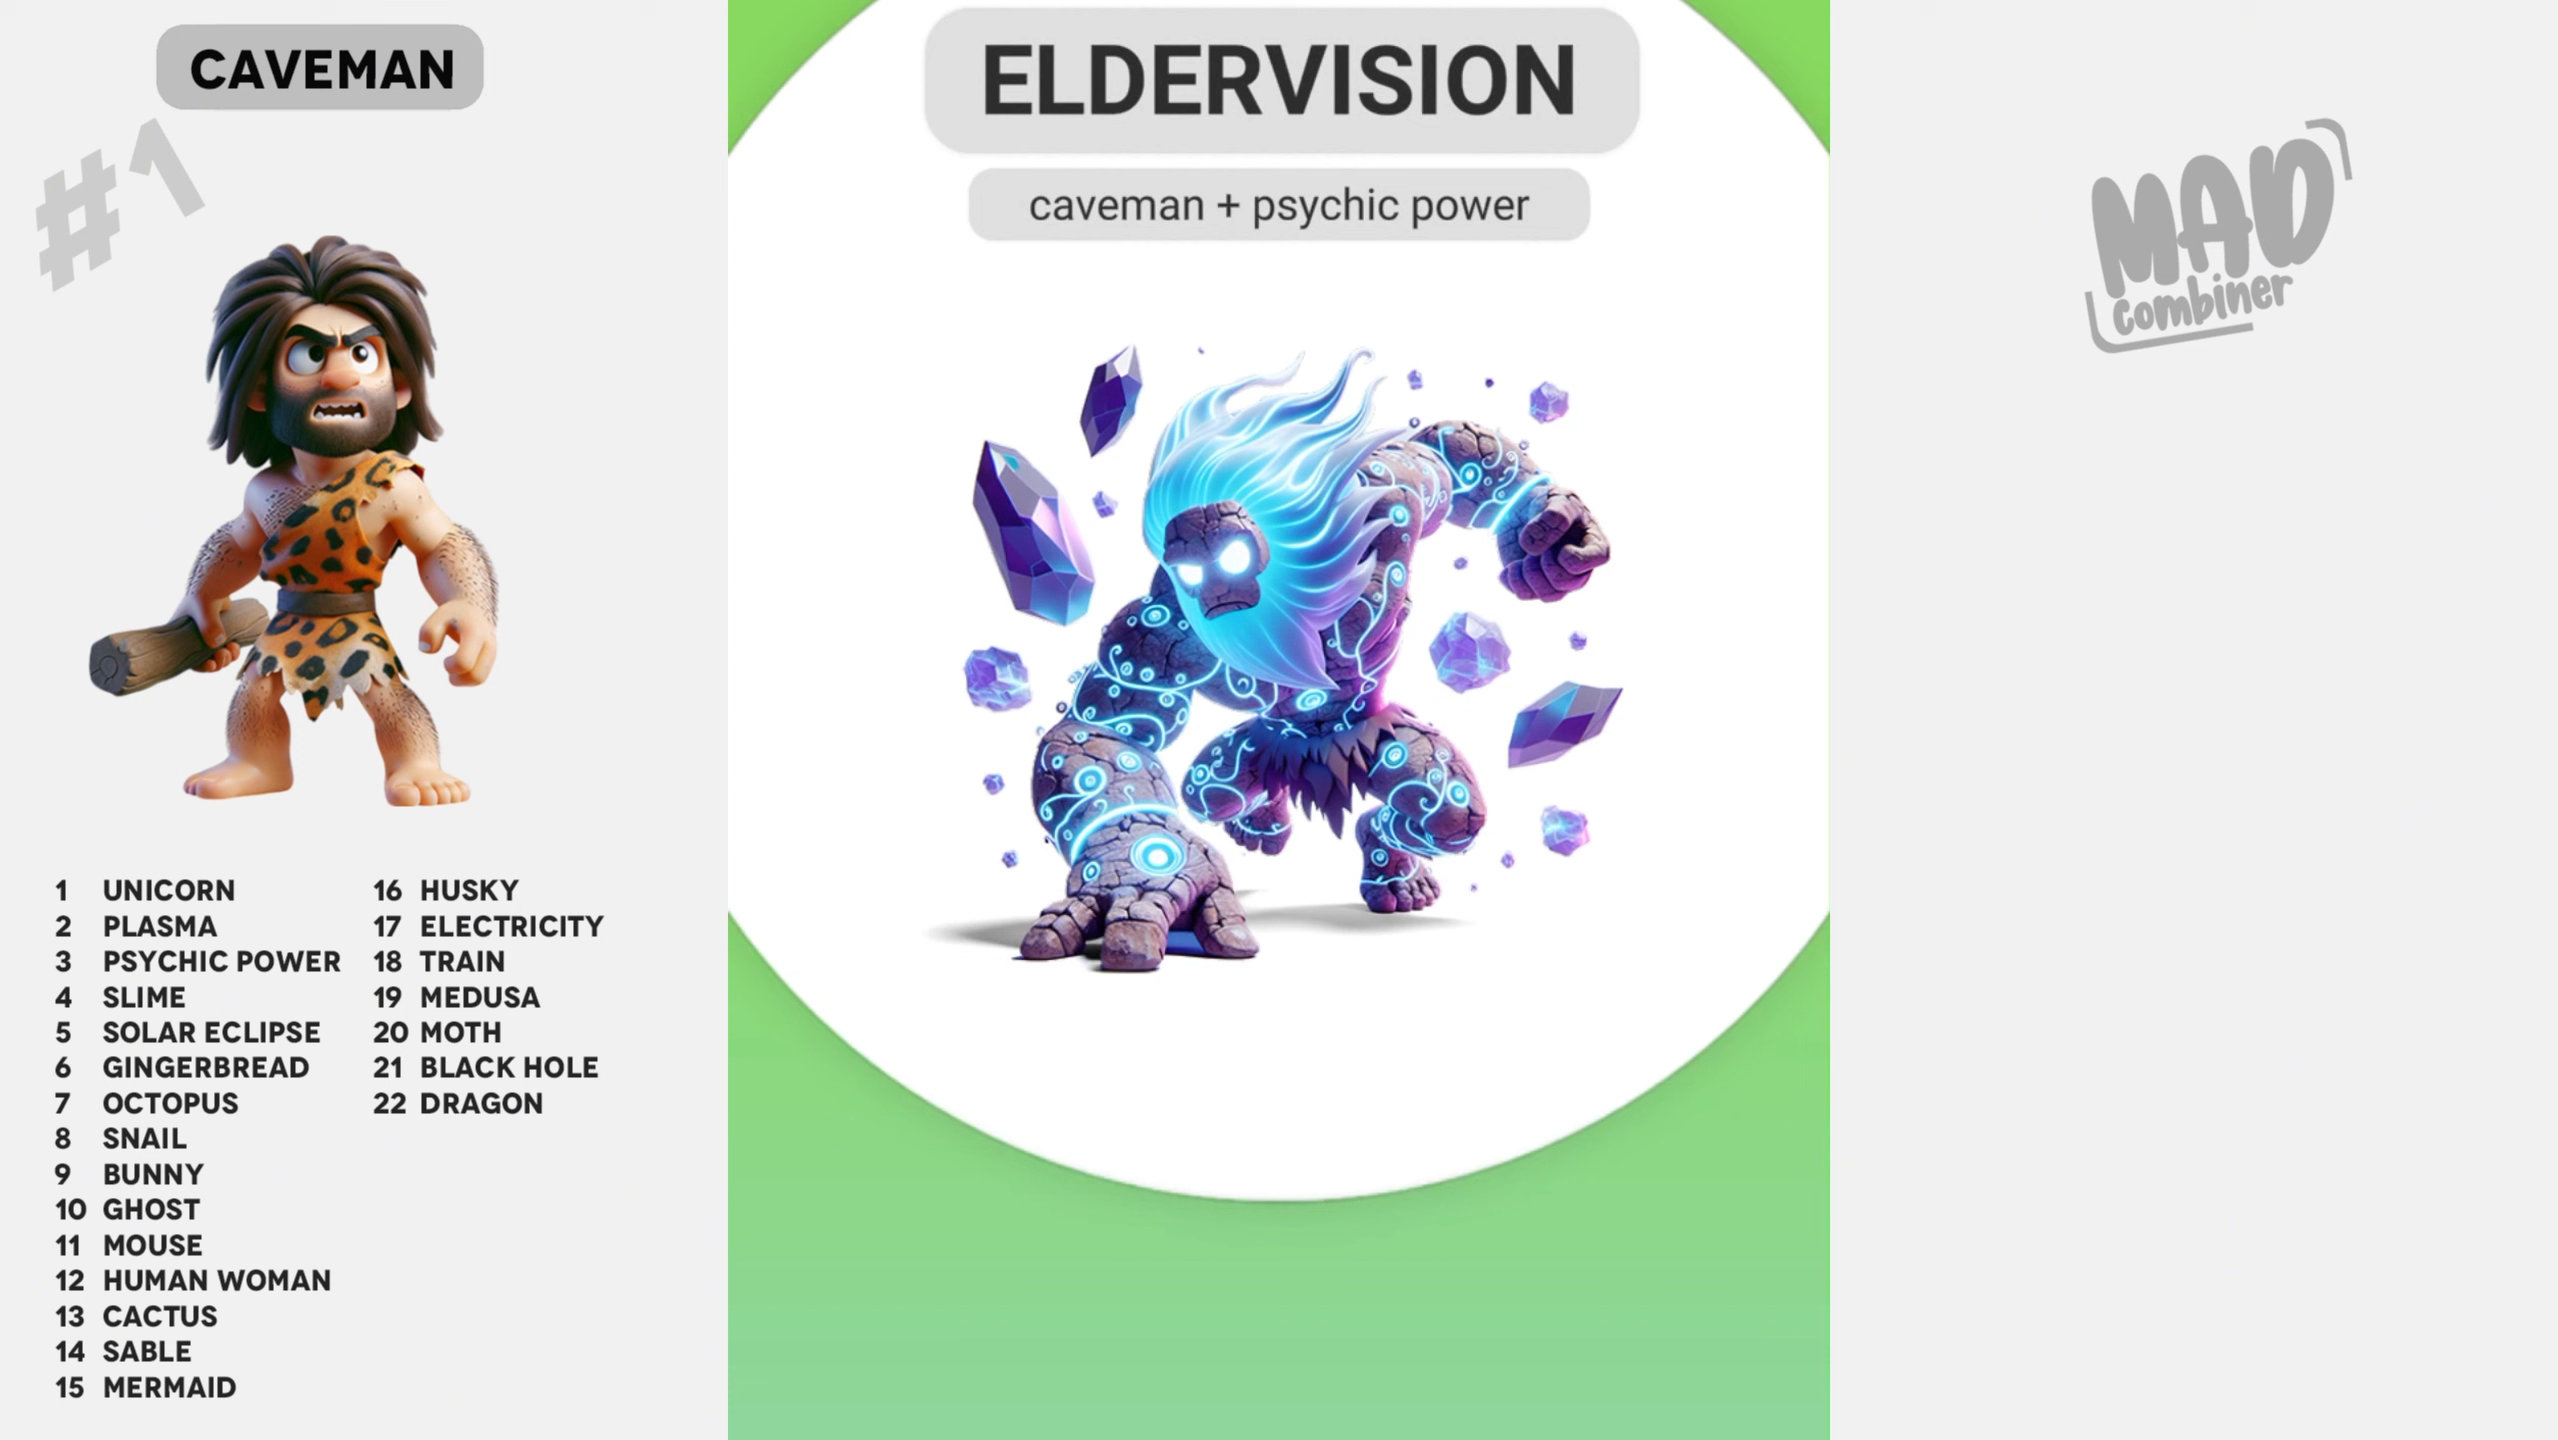 CAVEMAN
#1
1 UNICORN
2 PLASMA
3 PSYCHIC POWER
4 SLIME
5 SOLAR ECLIPSE
6 GINGERBREAD
7 OCTOPUS
8 SNAIL
9 BUNNY
10 GHOST
11 MOUSE
12 HUMAN WOMAN
13 CACTUS
14 SABLE
15 MERMAID
16 HUSKY
17 ELECTRICITY
18 TRAIN
19 MEDUSA
20 MOTH
21 BLACK HOLE
22 DRAGON
ELDERVISION
caveman + psychic power
MAD
combiner